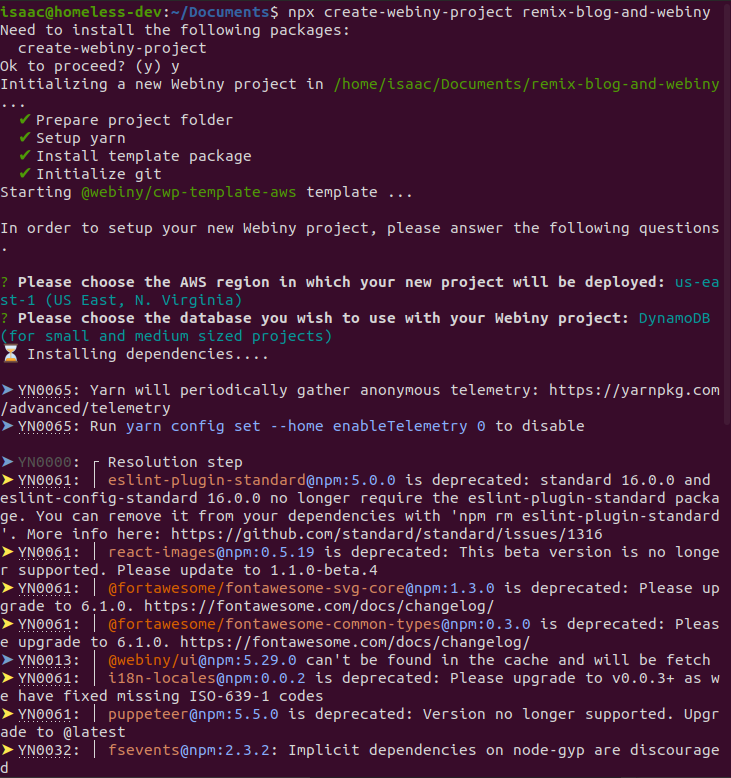 isaac@homeless-dev:~/Documents$ npx create-webiny-project remix-blog-and-webiny
Need to install the following packages:
  create-webiny-project
Ok to proceed? (y) y
Initializing a new Webiny project in /home/isaac/Documents/remix-blog-and-webiny
...
  ✔ Prepare project folder
  ✔ Setup yarn
  ✔ Install template package
  ✔ Initialize git
Starting @webiny/cwp-template-aws template ...

In order to setup your new Webiny project, please answer the following questions
.

? Please choose the AWS region in which your new project will be deployed: us-ea
st-1 (US East, N. Virginia)
? Please choose the database you wish to use with your Webiny project: DynamoDB
(for small and medium sized projects)
⏳ Installing dependencies....

➤ YN0065: Yarn will periodically gather anonymous telemetry: https://yarnpkg.com
/advanced/telemetry
➤ YN0065: Run yarn config set --home enableTelemetry 0 to disable

➤ YN0000: ┌ Resolution step
➤ YN0061: │ eslint-plugin-standard@npm:5.0.0 is deprecated: standard 16.0.0 and
eslint-config-standard 16.0.0 no longer require the eslint-plugin-standard packa
ge. You can remove it from your dependencies with 'npm rm eslint-plugin-standard
'. More info here: https://github.com/standard/standard/issues/1316
➤ YN0061: │ react-images@npm:0.5.19 is deprecated: This beta version is no longe
r supported. Please update to 1.1.0-beta.4
➤ YN0061: │ @fortawesome/fontawesome-svg-core@npm:1.3.0 is deprecated: Please up
grade to 6.1.0. https://fontawesome.com/docs/changelog/
➤ YN0061: │ @fortawesome/fontawesome-common-types@npm:0.3.0 is deprecated: Pleas
e upgrade to 6.1.0. https://fontawesome.com/docs/changelog/
➤ YN0013: │ @webiny/ui@npm:5.29.0 can't be found in the cache and will be fetch
➤ YN0061: │ i18n-locales@npm:0.0.2 is deprecated: Please upgrade to v0.0.3+ as w
e have fixed missing ISO-639-1 codes
➤ YN0061: │ puppeteer@npm:5.5.0 is deprecated: Version no longer supported. Upgr
ade to @latest
➤ YN0032: │ fsevents@npm:2.3.2: Implicit dependencies on node-gyp are discourage
d